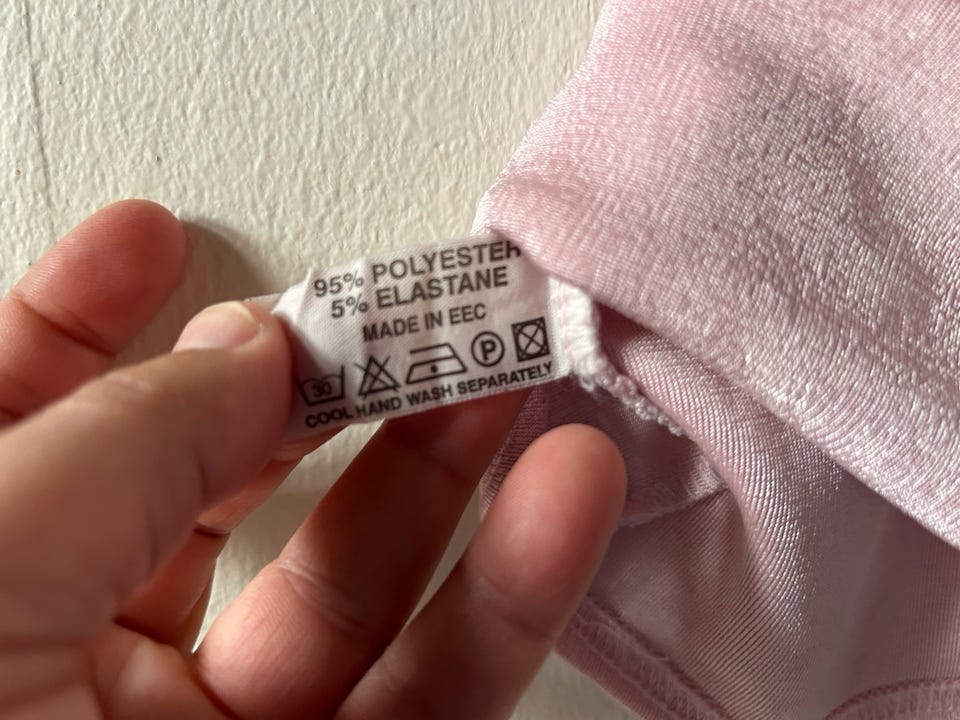 95% POLYESTER
5% ELASTANE
MADE IN EEC
30 P
COOL HAND WASH SEPARATELY